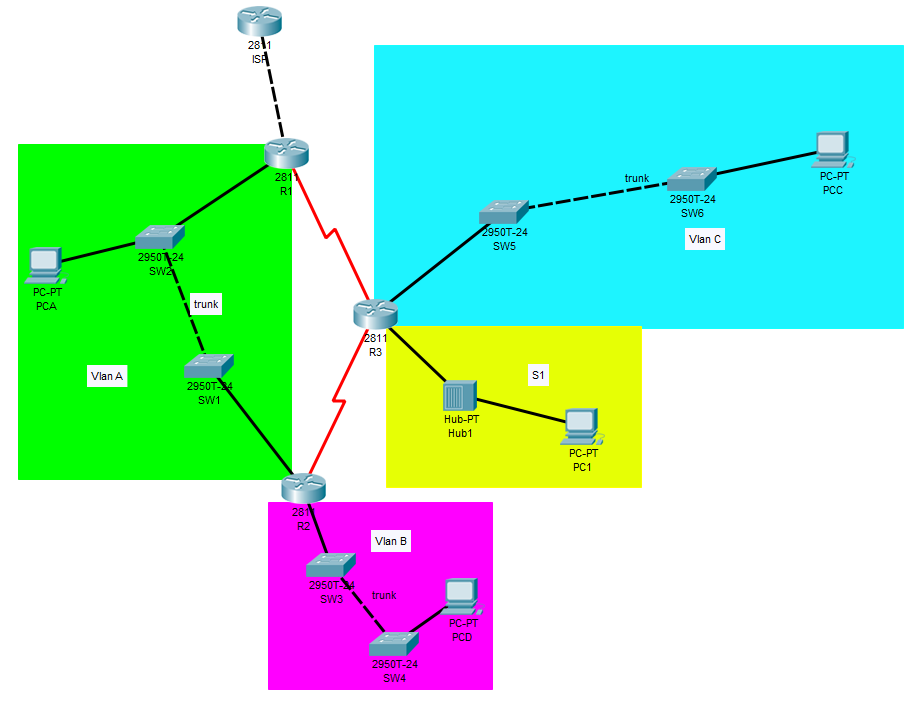 2811
ISP
2811
R1
trunk
PC-PT
PCC
2950T-24
SW6
2950T-24
SW5
Vlan C
2950T-24
SW2
PC-PT
PCA
trunk
2811
R3
Vlan A
2950T-24
SW1
S1
Hub-PT
Hub1
PC-PT
PC1
2811
R2
Vlan B
2950T-24
SW3
trunk
PC-PT
PCD
2950T-24
SW4